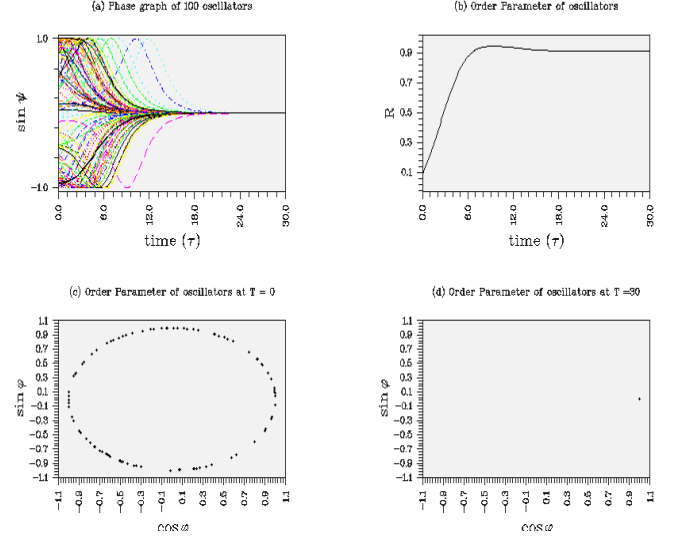 (a) Phase graph of 100 oscillators
1.0
sin ψ
−1.0
0.0 6.0 12.0 18.0 24.0 30.0
time (τ)
(b) Order Parameter of oscillators
0.9
0.7
0.5
0.3
0.1
R
0.0 6.0 12.0 18.0 24.0 30.0
time (τ)
(c) Order Parameter of oscillators at T = 0
1.1
0.9
0.7
0.5
0.3
0.1
−0.1
−0.3
−0.5
−0.7
−0.9
−1.1
sin φ
−1.1 −0.9 −0.7 −0.5 −0.3 −0.1 0.1 0.3 0.5 0.7 0.9 1.1
cos φ
(d) Order Parameter of oscillators at T =30
1.1
0.9
0.7
0.5
0.3
0.1
−0.1
−0.3
−0.5
−0.7
−0.9
−1.1
sin φ
−1.1 −0.9 −0.7 −0.5 −0.3 −0.1 0.1 0.3 0.5 0.7 0.9 1.1
cos φ